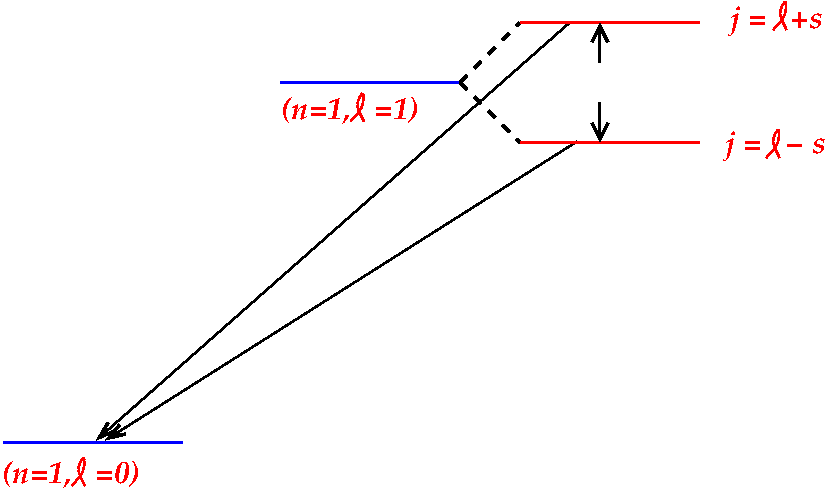 j = ℓ+s
(n=1,ℓ =1)
j = ℓ− s
(n=1,ℓ =0)